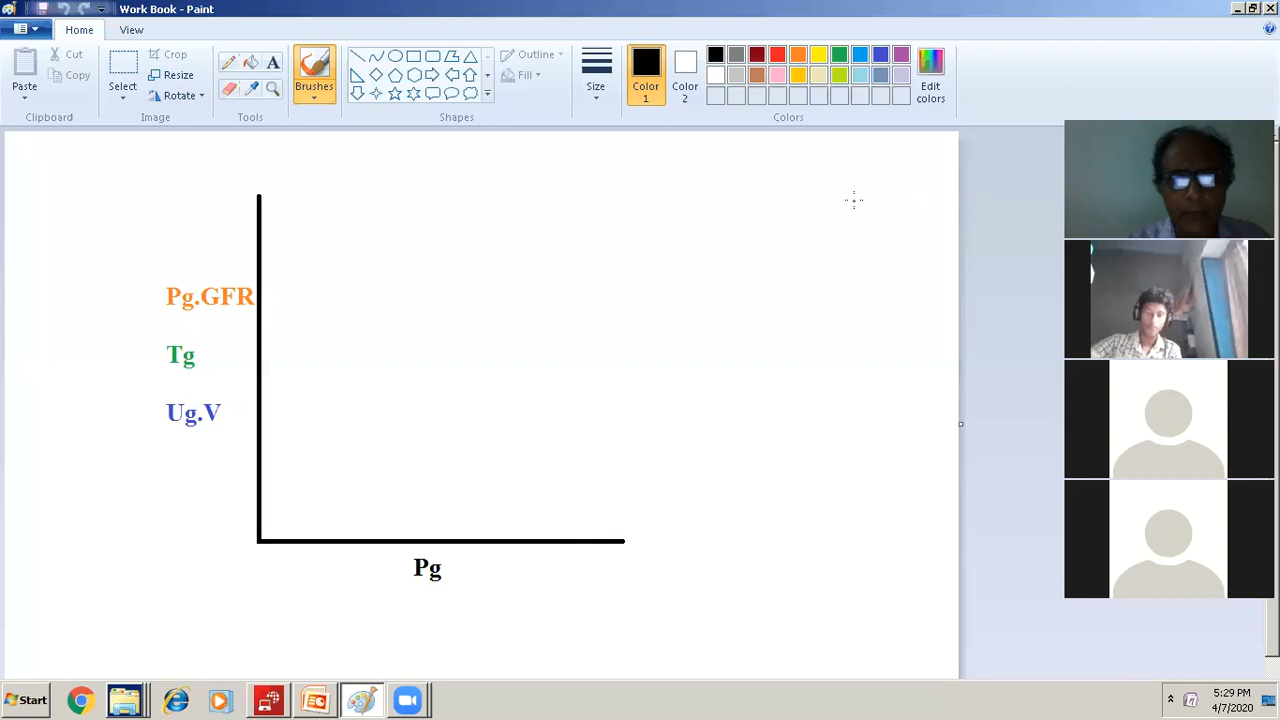 Work Book - Paint
Home
View
Paste
Cut
Copy
Clipboard
Select
Crop
Resize
Rotate
Image
A
Tools
Brushes
Shapes
Outline
Fill
Size
Color
1
Color
2
Edit
colors
Colors
Pg.GFR
Tg
Ug.V
Pg
Start
5:29 PM
4/7/2020